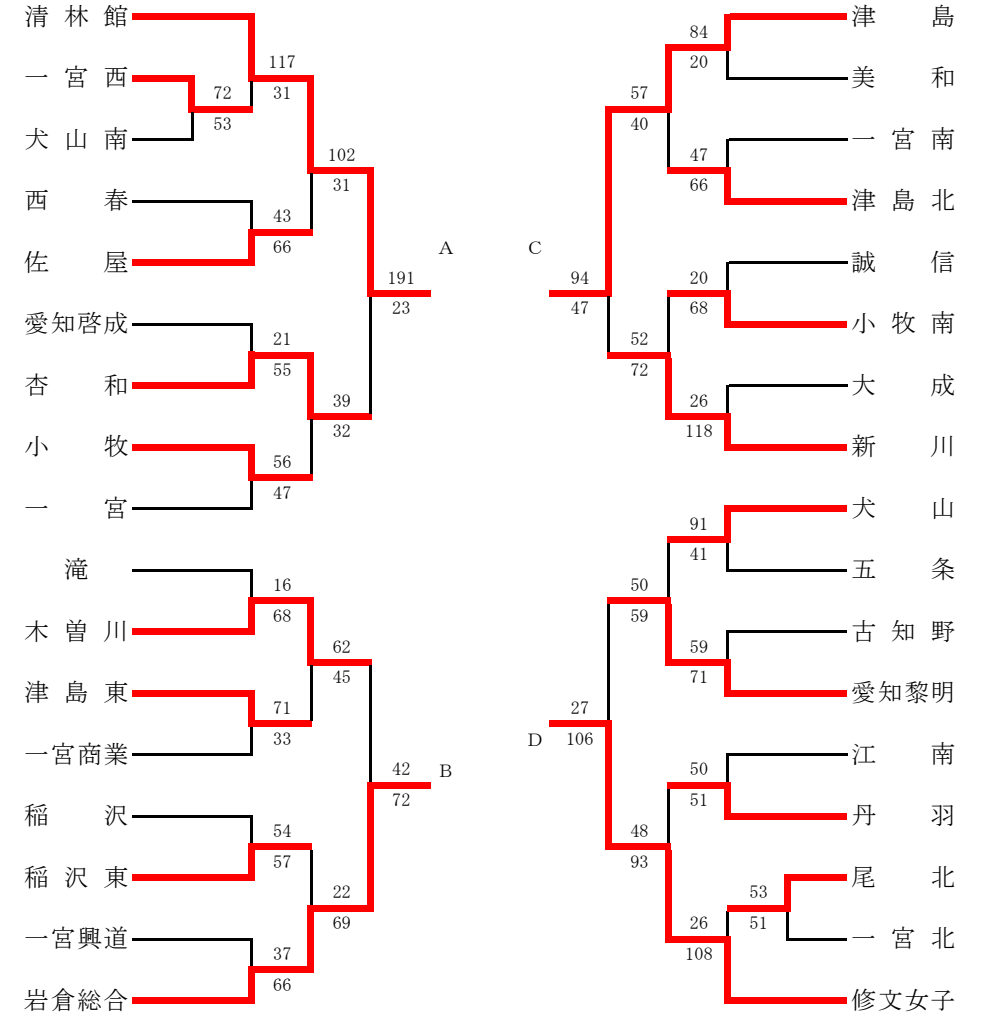 清林館
一宮西
犬山南
西春
佐屋
愛知啓成
杏和
小牧
一宮
滝
木曽川
津島東
一宮商業
稲沢
稲沢東
一宮興道
岩倉総合
72
53
117
31
43
66
21
55
56
47
16
68
71
33
54
57
37
66
102
31
39
32
62
45
22
69
191
23
42
72
A
B
C
D
94
47
27
106
57
40
52
72
50
59
48
93
84
20
47
66
20
68
26
118
91
41
59
71
50
51
26
108
53
51
津島
美和
一宮南
津島北
誠信
小牧南
大成
新川
犬山
五条
古知野
愛知黎明
江南
丹羽
尾北
一宮北
修文女子